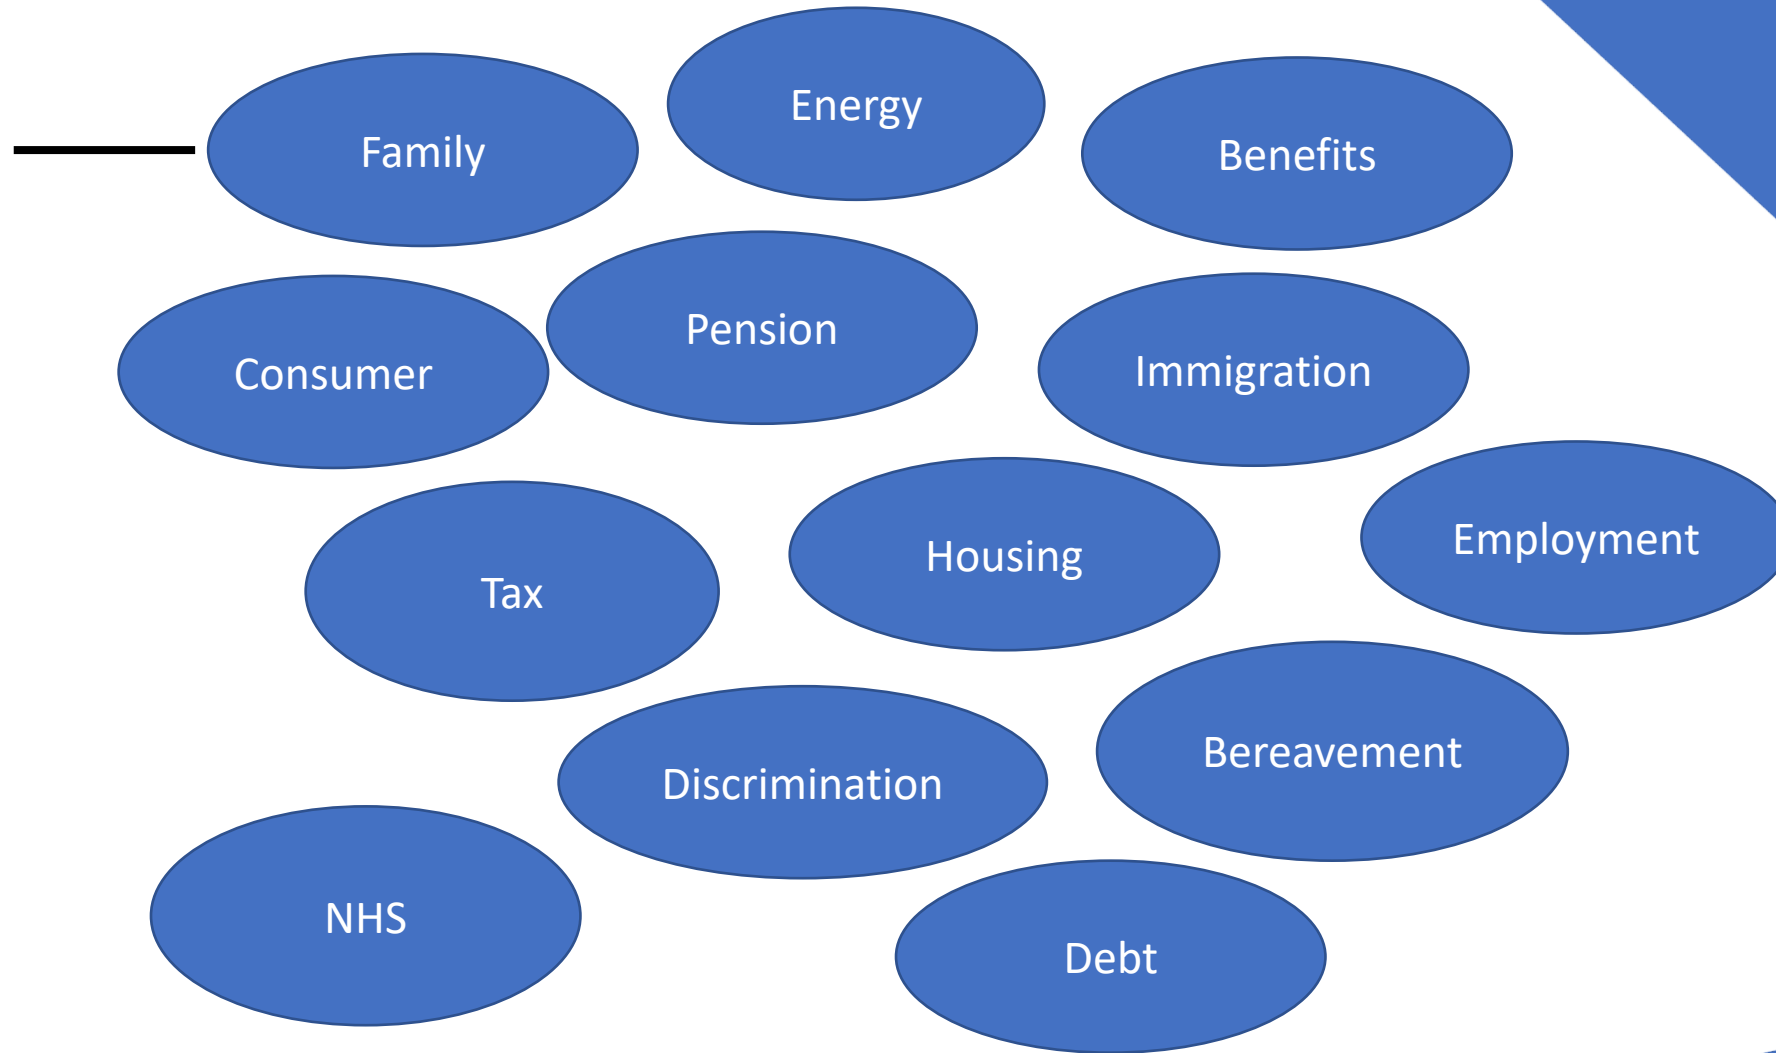 Family
Energy
Benefits
Consumer
Pension
Immigration
Tax
Housing
Employment
Discrimination
Bereavement
NHS
Debt